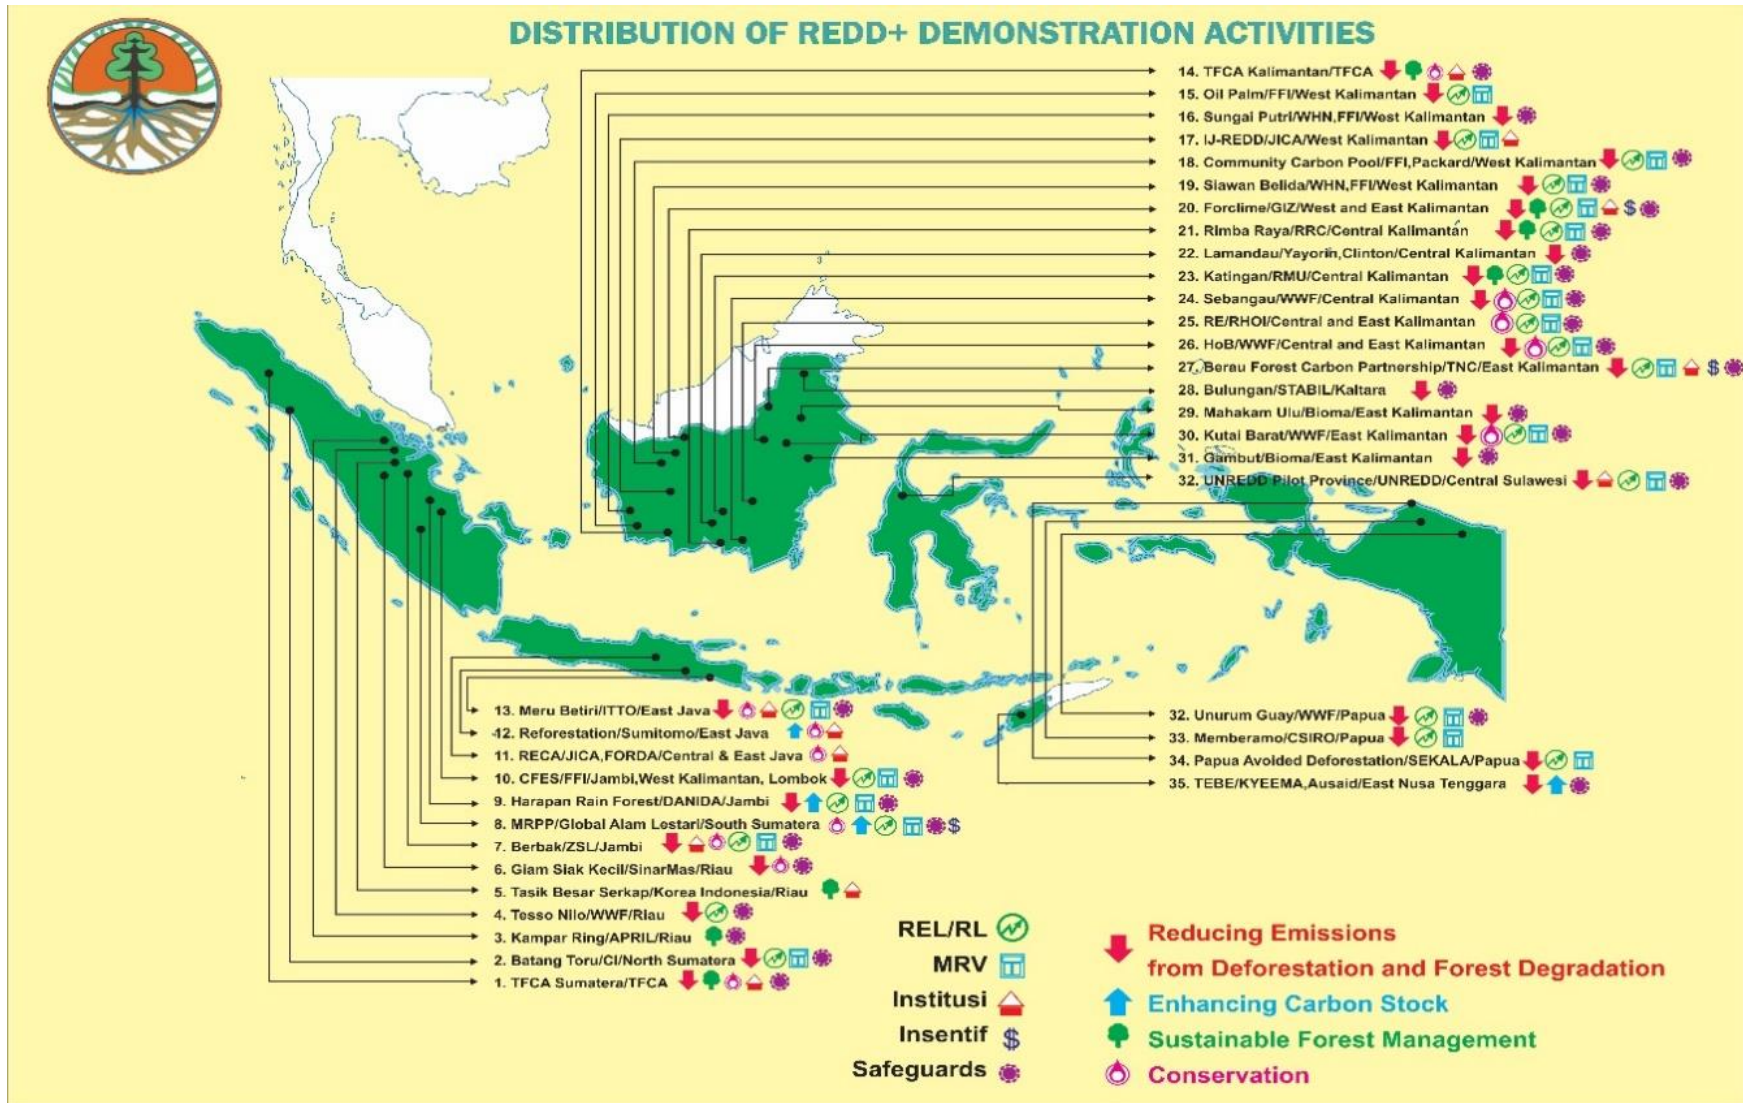 DISTRIBUTION OF REDD+ DEMONSTRATION ACTIVITIES
14. TFCA Kalimantan/TFCA
15. Oil Palm/FFI/West Kalimantan
16. Sungai Putri/WHN,FFI/West Kalimantan
17. IJ-REDD/JICA/West Kalimantan
18. Community Carbon Pool/FFI,Packard/West Kalimantan
19. Siawan Belida/WHN,FFI/West Kalimantan
20. Forclime/GIZ/West and East Kalimantan $
21. Rimba Raya/RRC/Central Kalimantan
22. Lamandau/Yayorin,Clinton/Central Kalimantan
23. Katingan/RMU/Central Kalimantan
24. Sebangau/WWF/Central Kalimantan
25. RE/RHOI/Central and East Kalimantan
26. HoB/WWF/Central and East Kalimantan
27. Berau Forest Carbon Partnership/TNC/East Kalimantan $
28. Bulungan/STABIL/Kaltara
29. Mahakam Ulu/Bioma/East Kalimantan
30. Kutai Barat/WWF/East Kalimantan
31. Gambut/Bioma/East Kalimantan
32. UNREDD Pilot Province/UNREDD/Central Sulawesi
13. Meru Betiri/ITTO/East Java
12. Reforestation/Sumitomo/East Java
11. RECA/JICA,FORDA/Central & East Java
10. CFES/FFI/Jambi,West Kalimantan, Lombok
9. Harapan Rain Forest/DANIDA/Jambi
8. MRPP/Global Alam Lestari/South Sumatera $
7. Berbak/ZSL/Jambi
6. Giam Siak Kecil/SinarMas/Riau
5. Tasik Besar Serkap/Korea Indonesia/Riau
4. Tesso Nilo/WWF/Riau
3. Kampar Ring/APRIL/Riau
2. Batang Toru/CI/North Sumatera
1. TFCA Sumatera/TFCA
32. Unurum Guay/WWF/Papua
33. Memberamo/CSIRO/Papua
34. Papua Avoided Deforestation/SEKALA/Papua
35. TEBE/KYEEMA,Ausaid/East Nusa Tenggara
REL/RL
MRV
Institusi
Insentif $
Safeguards
Reducing Emissions
from Deforestation and Forest Degradation
Enhancing Carbon Stock
Sustainable Forest Management
Conservation